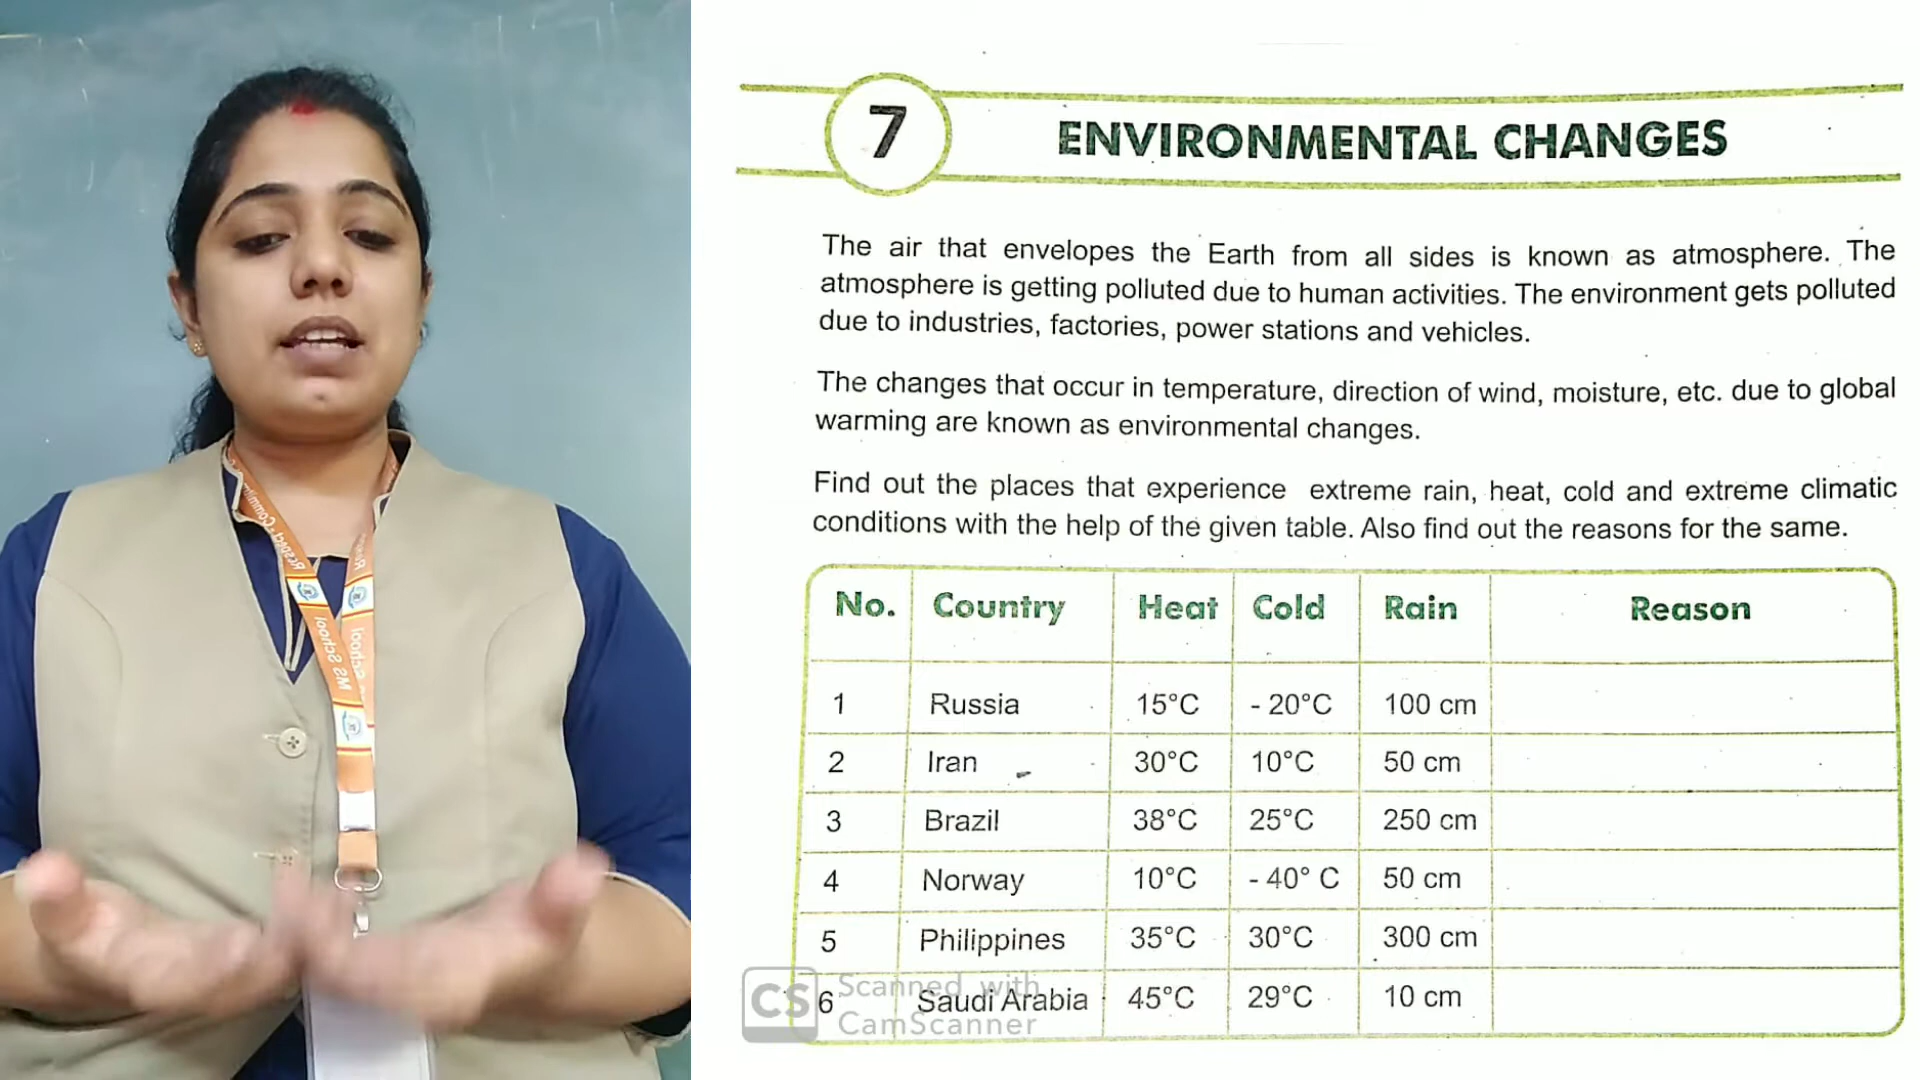 7
ENVIRONMENTAL CHANGES
The air that envelopes the Earth from all sides is known as atmosphere. The
atmosphere is getting polluted due to human activities. The environment gets polluted
due to industries, factories, power stations and vehicles.
The changes that occur in temperature, direction of wind, moisture, etc. due to global
warming are known as environmental changes.
Find out the places that experience extreme rain, heat, cold and extreme climatic
conditions with the help of the given table. Also find out the reasons for the same.
No. Country Heat Cold Rain Reason
1 Russia 15°C - 20°C 100 cm
2 Iran 30°C 10°C 50 cm
3 Brazil 38°C 25°C 250 cm
4 Norway 10°C - 40° C 50 cm
5 Philippines 35°C 30°C 300 cm
6 Saudi Arabia 45°C 29°C 10 cm
CS Scanned with
CamScanner
MS School